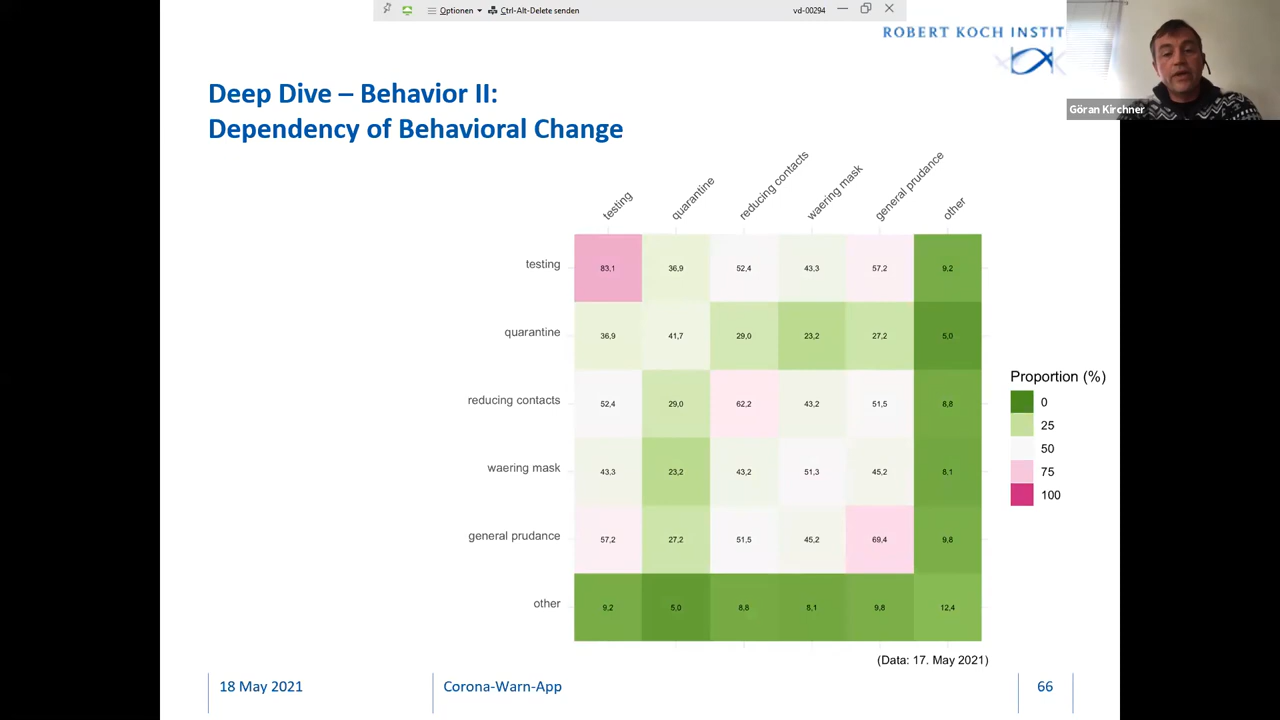 Optionen
Ctrl-Alt-Delete senden
vd-00294
ROBERT KOCH INSTIT
Göran Kirchner
Deep Dive – Behavior II:
Dependency of Behavioral Change
testing
quarantine
reducing contacts
waering mask
general prudance
other
testing 83,1 36,9 52,4 43,3 57,2 9,2
quarantine 36,9 41,7 29,0 23,2 27,2 5,0
reducing contacts 52,4 29,0 62,2 43,2 51,5 8,8
waering mask 43,3 23,2 43,2 51,3 45,2 8,1
general prudance 57,2 27,2 51,5 45,2 69,4 9,8
other 9,2 5,0 8,8 8,1 9,8 12,4
Proportion (%)
0
25
50
75
100
(Data: 17. May 2021)
18 May 2021
Corona-Warn-App
66